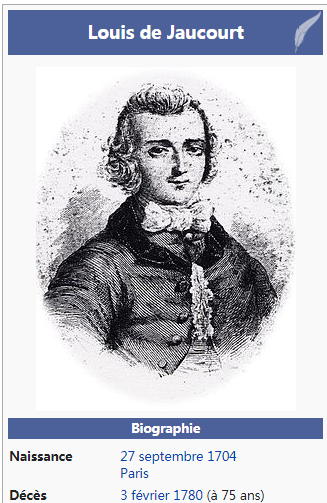 Louis de Jaucourt
Biographie
Naissance 27 septembre 1704
Paris
Décès 3 février 1780 (à 75 ans)